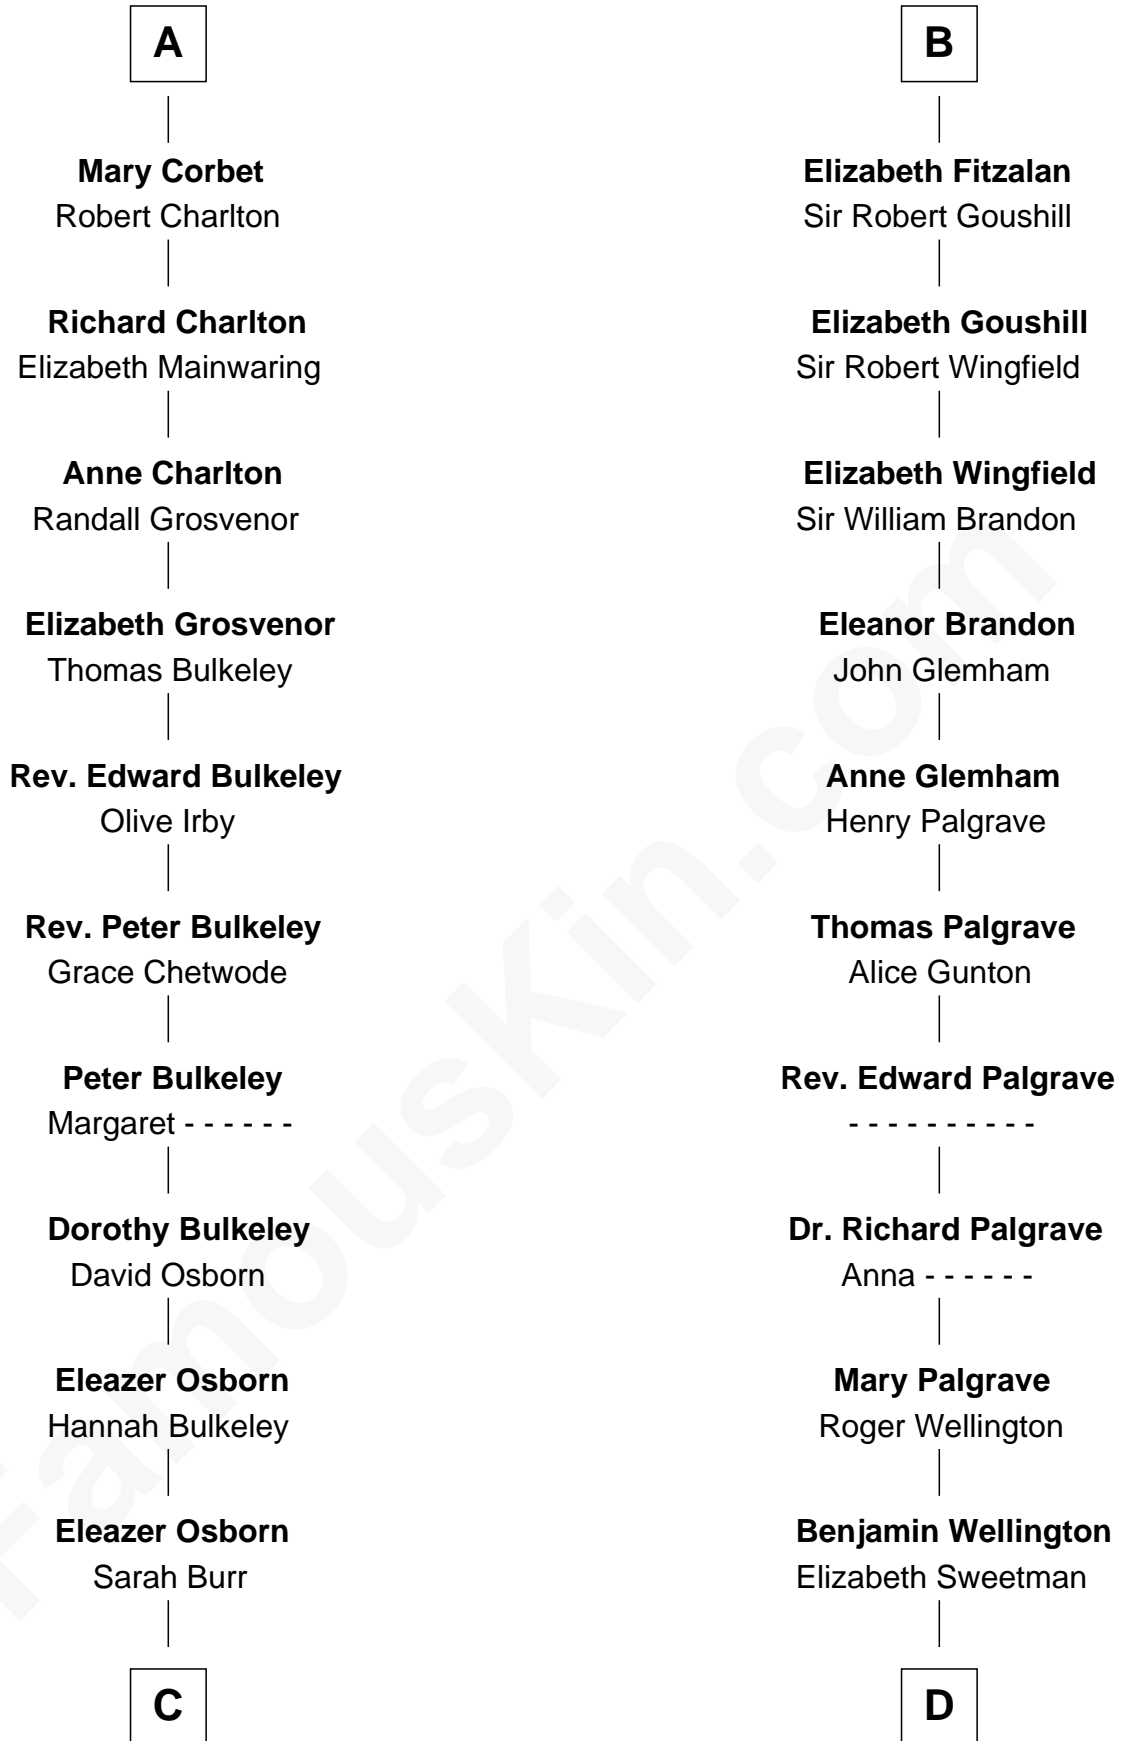 A
Mary Corbet
Robert Charlton
Richard Charlton
Elizabeth Mainwaring
Anne Charlton
Randall Grosvenor
Elizabeth Grosvenor
Thomas Bulkeley
Rev. Edward Bulkeley
Olive Irby
Rev. Peter Bulkeley
Grace Chetwode
Peter Bulkeley
Margaret - - - - - -
Dorothy Bulkeley
David Osborn
Eleazer Osborn
Hannah Bulkeley
Eleazer Osborn
Sarah Burr
C
B
Elizabeth Fitzalan
Sir Robert Goushill
Elizabeth Goushill
Sir Robert Wingfield
Elizabeth Wingfield
Sir William Brandon
Eleanor Brandon
John Glemham
Anne Glemham
Henry Palgrave
Thomas Palgrave
Alice Gunton
Rev. Edward Palgrave
- - - - - - - - - -
Dr. Richard Palgrave
Anna - - - - - -
Mary Palgrave
Roger Wellington
Benjamin Wellington
Elizabeth Sweetman
D
FamousKin.com